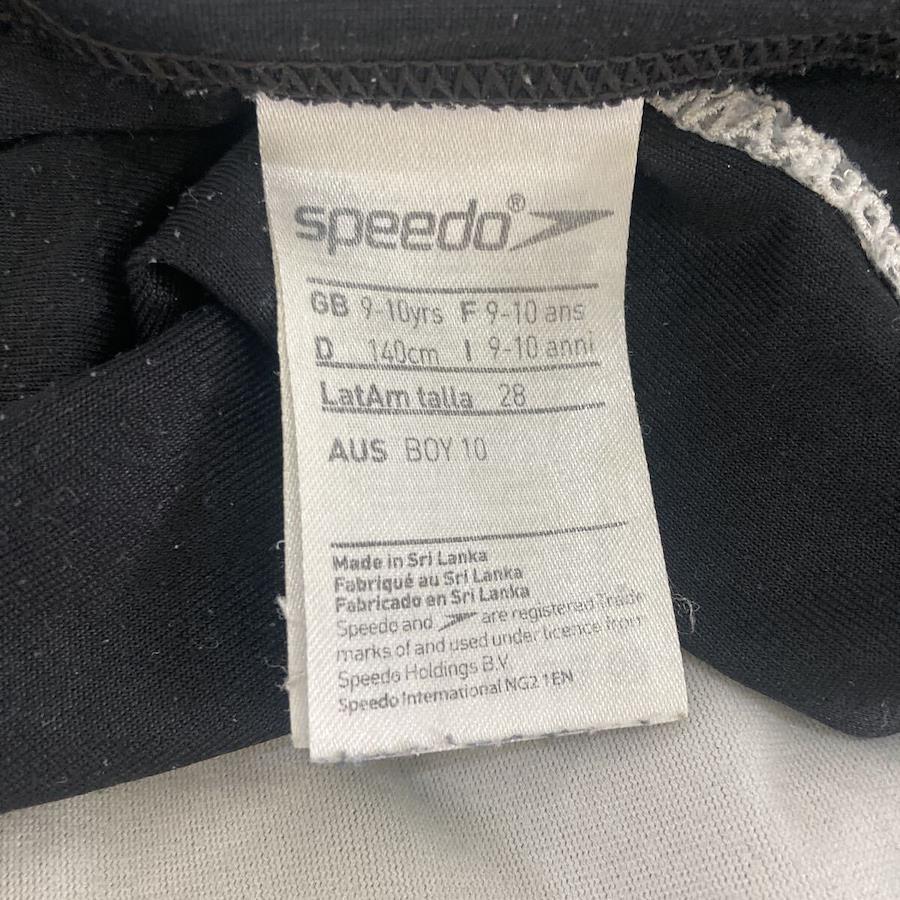 speedo®
GB 9-10yrs F 9-10 ans
D 140cm I 9-10 anni
LatAm talla 28
AUS BOY 10
Made in Sri Lanka
Fabriqué au Sri Lanka
Fabricado en Sri Lanka
Speedo and are registered Trade
marks of and used under licence from
Speedo Holdings B.V.
Speedo International NG2 1EN